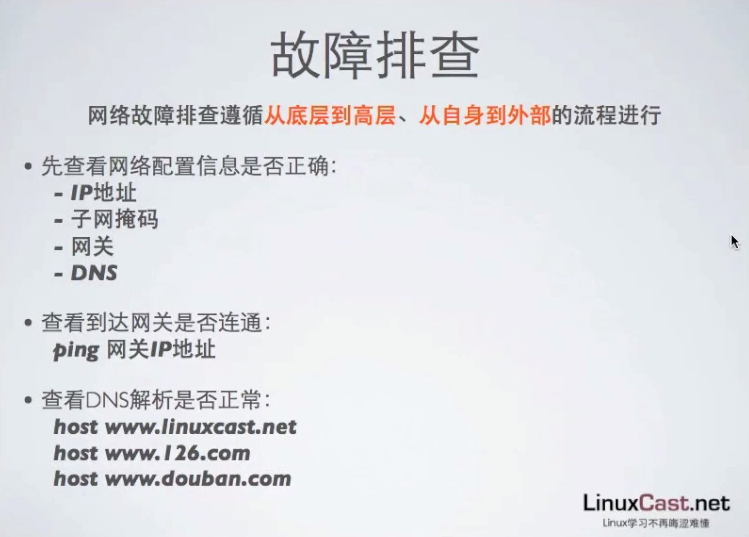 故障排查
网络故障排查遵循从底层到高层、从自身到外部的流程进行
• 先查看网络配置信息是否正确：
- IP地址
- 子网掩码
- 网关
- DNS
• 查看到达网关是否连通：
ping 网关IP地址
• 查看DNS解析是否正常：
host www.linuxcast.net
host www.126.com
host www.douban.com
LinuxCast.net
Linux学习不再晦涩难懂